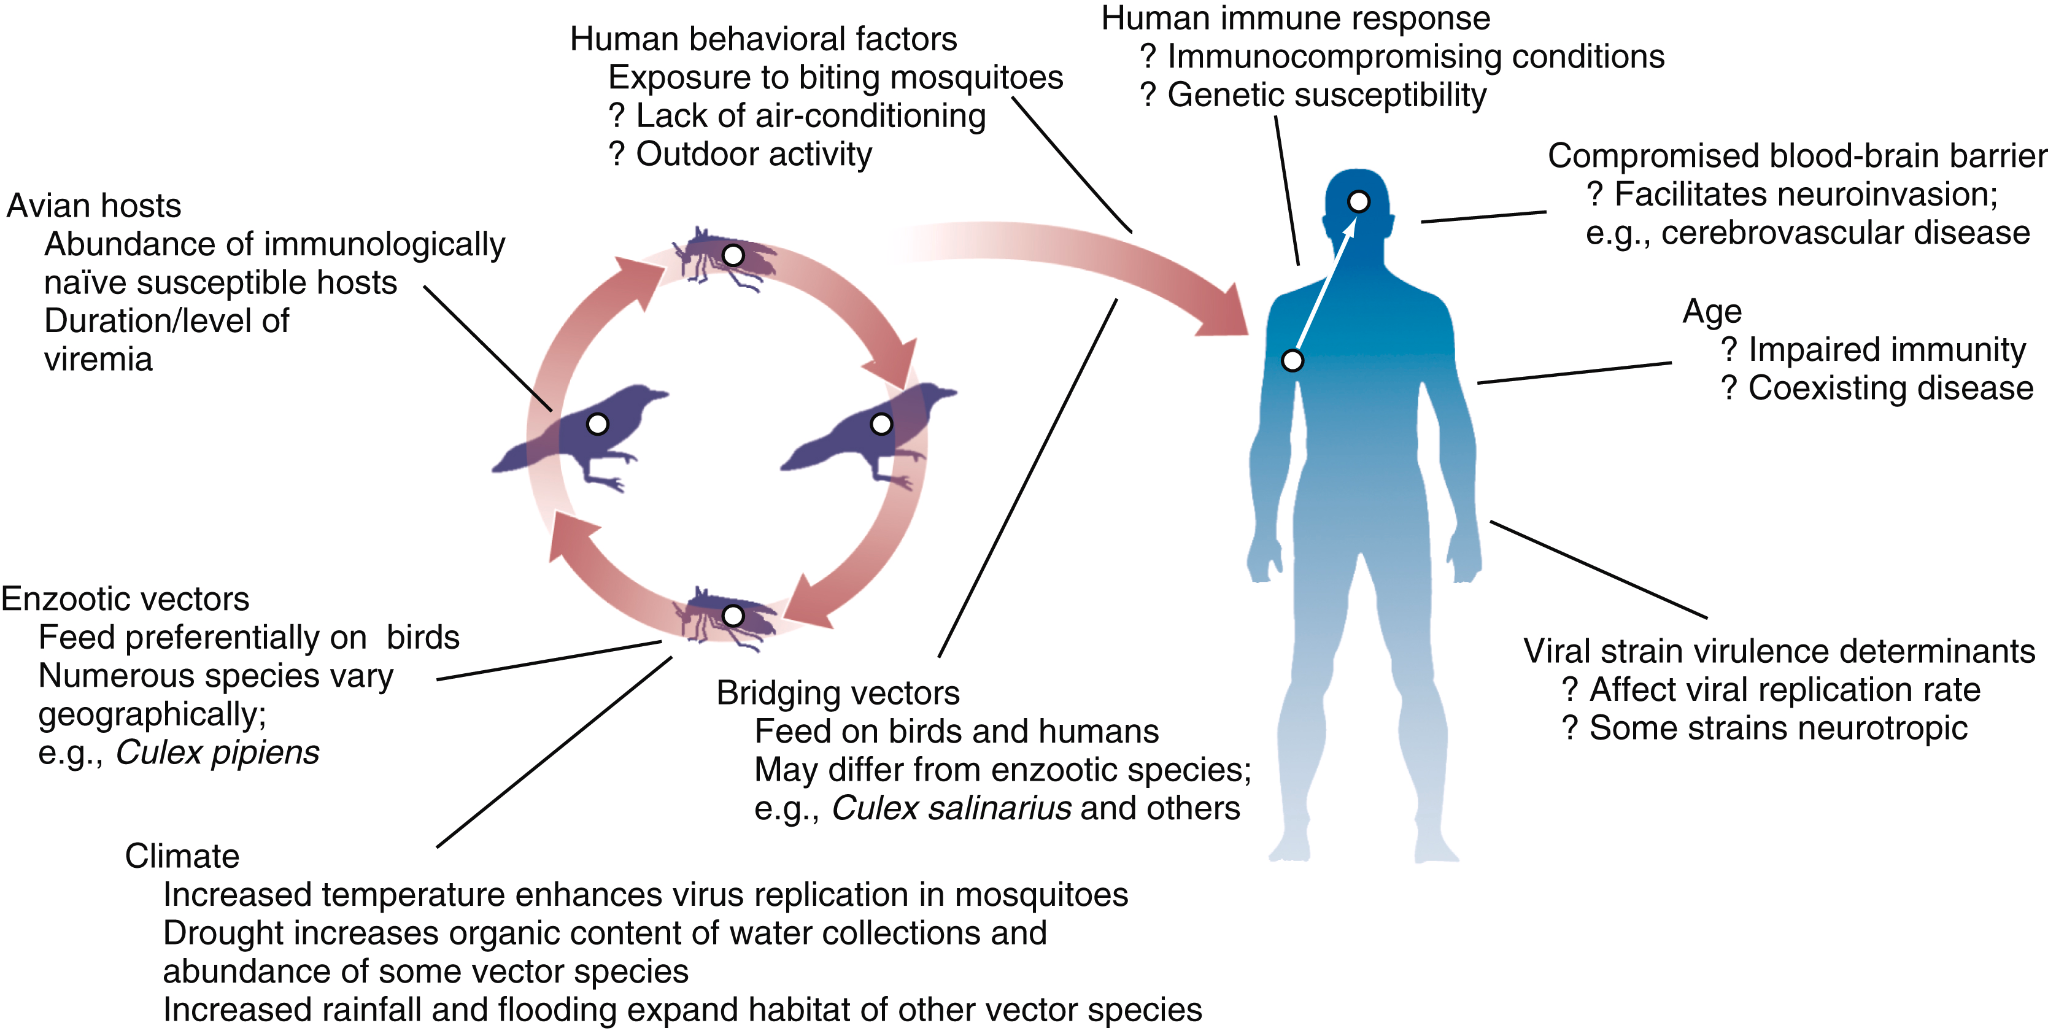 Human behavioral factors
Exposure to biting mosquitoes
? Lack of air-conditioning
? Outdoor activity
Human immune response
? Immunocompromising conditions
? Genetic susceptibility
Compromised blood-brain barrier
? Facilitates neuroinvasion;
e.g., cerebrovascular disease
Avian hosts
Abundance of immunologically
naïve susceptible hosts
Duration/level of
viremia
Age
? Impaired immunity
? Coexisting disease
Enzootic vectors
Feed preferentially on birds
Numerous species vary
geographically;
e.g., Culex pipiens
Bridging vectors
Feed on birds and humans
May differ from enzootic species;
e.g., Culex salinarius and others
Viral strain virulence determinants
? Affect viral replication rate
? Some strains neurotropic
Climate
Increased temperature enhances virus replication in mosquitoes
Drought increases organic content of water collections and
abundance of some vector species
Increased rainfall and flooding expand habitat of other vector species